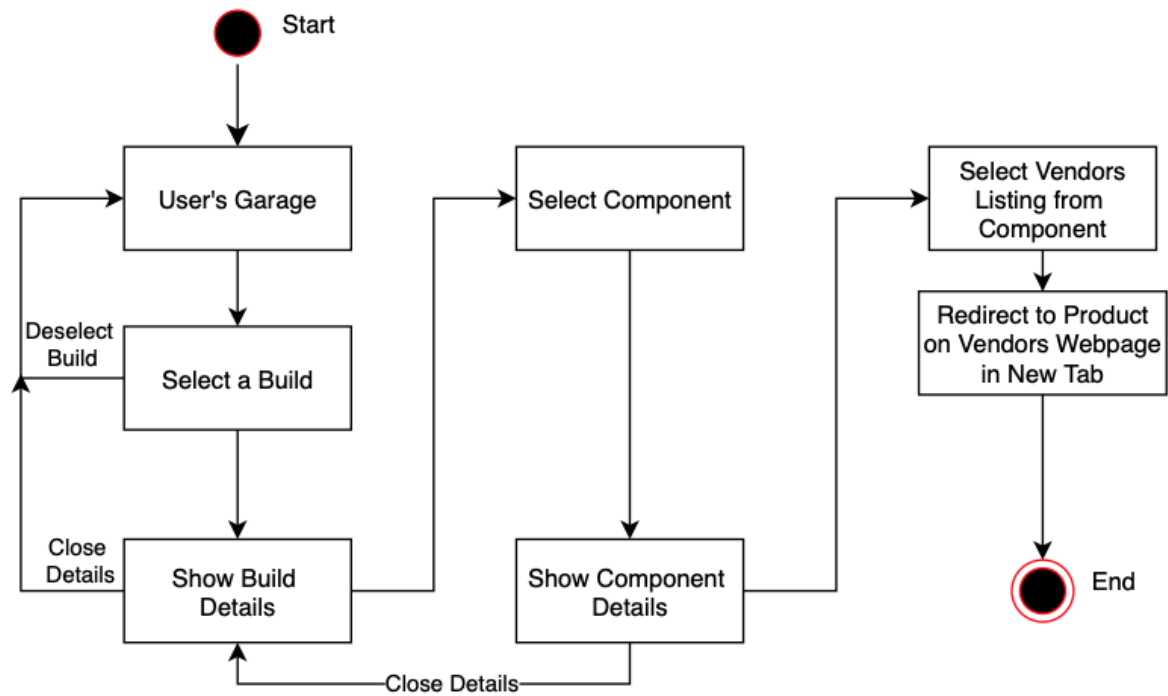 Start
User's Garage
Deselect
Build
Select a Build
Close
Details
Show Build
Details
Select Component
Show Component
Details
Close Details
Select Vendors
Listing from
Component
Redirect to Product
on Vendors Webpage
in New Tab
End